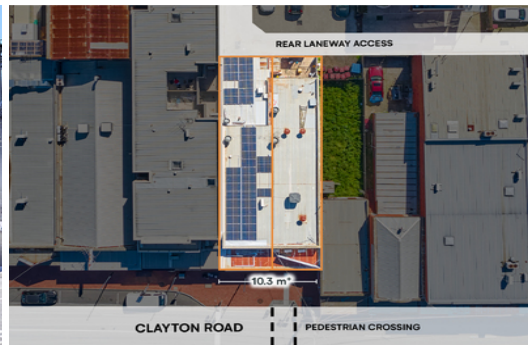 REAR LANEWAY ACCESS
10.3 m*
CLAYTON ROAD
PEDESTRIAN CROSSING